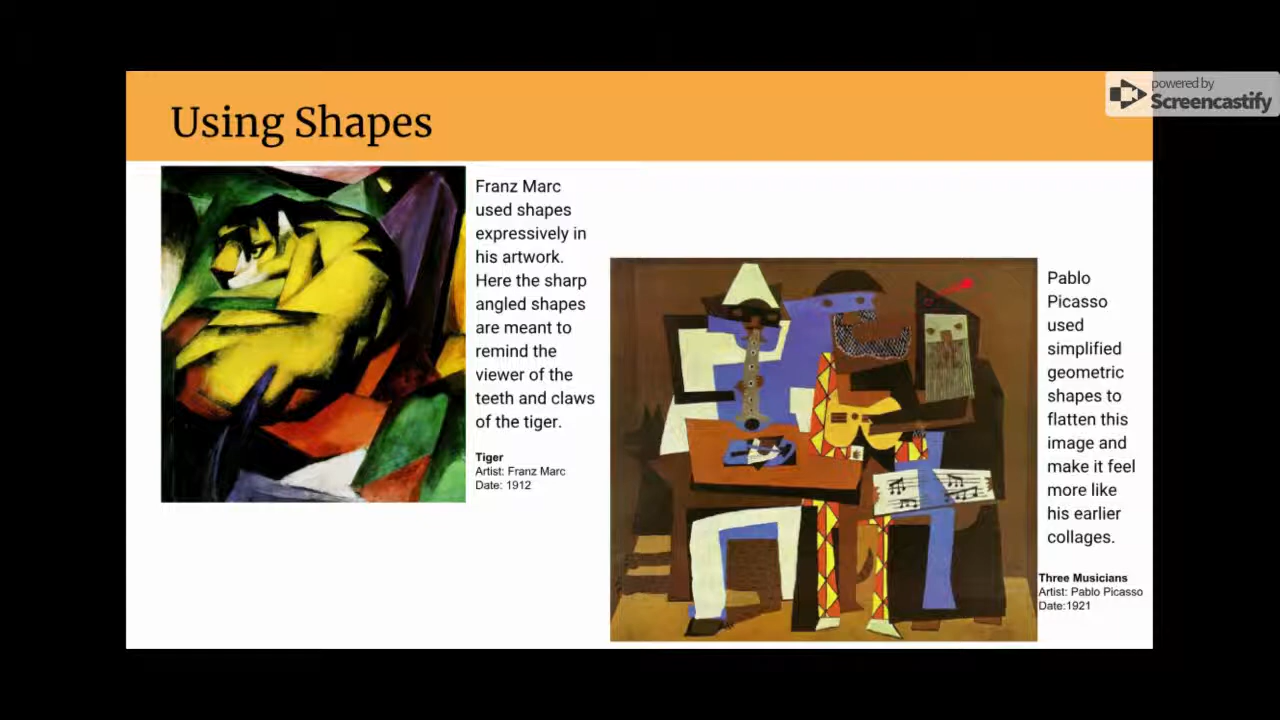 powered by
Screencastify
Using Shapes
Franz Marc
used shapes
expressively in
his artwork.
Here the sharp
angled shapes
are meant to
remind the
viewer of the
teeth and claws
of the tiger.
Tiger
Artist: Franz Marc
Date: 1912
Pablo
Picasso
used
simplified
geometric
shapes to
flatten this
image and
make it feel
more like
his earlier
collages.
Three Musicians
Artist: Pablo Picasso
Date:1921